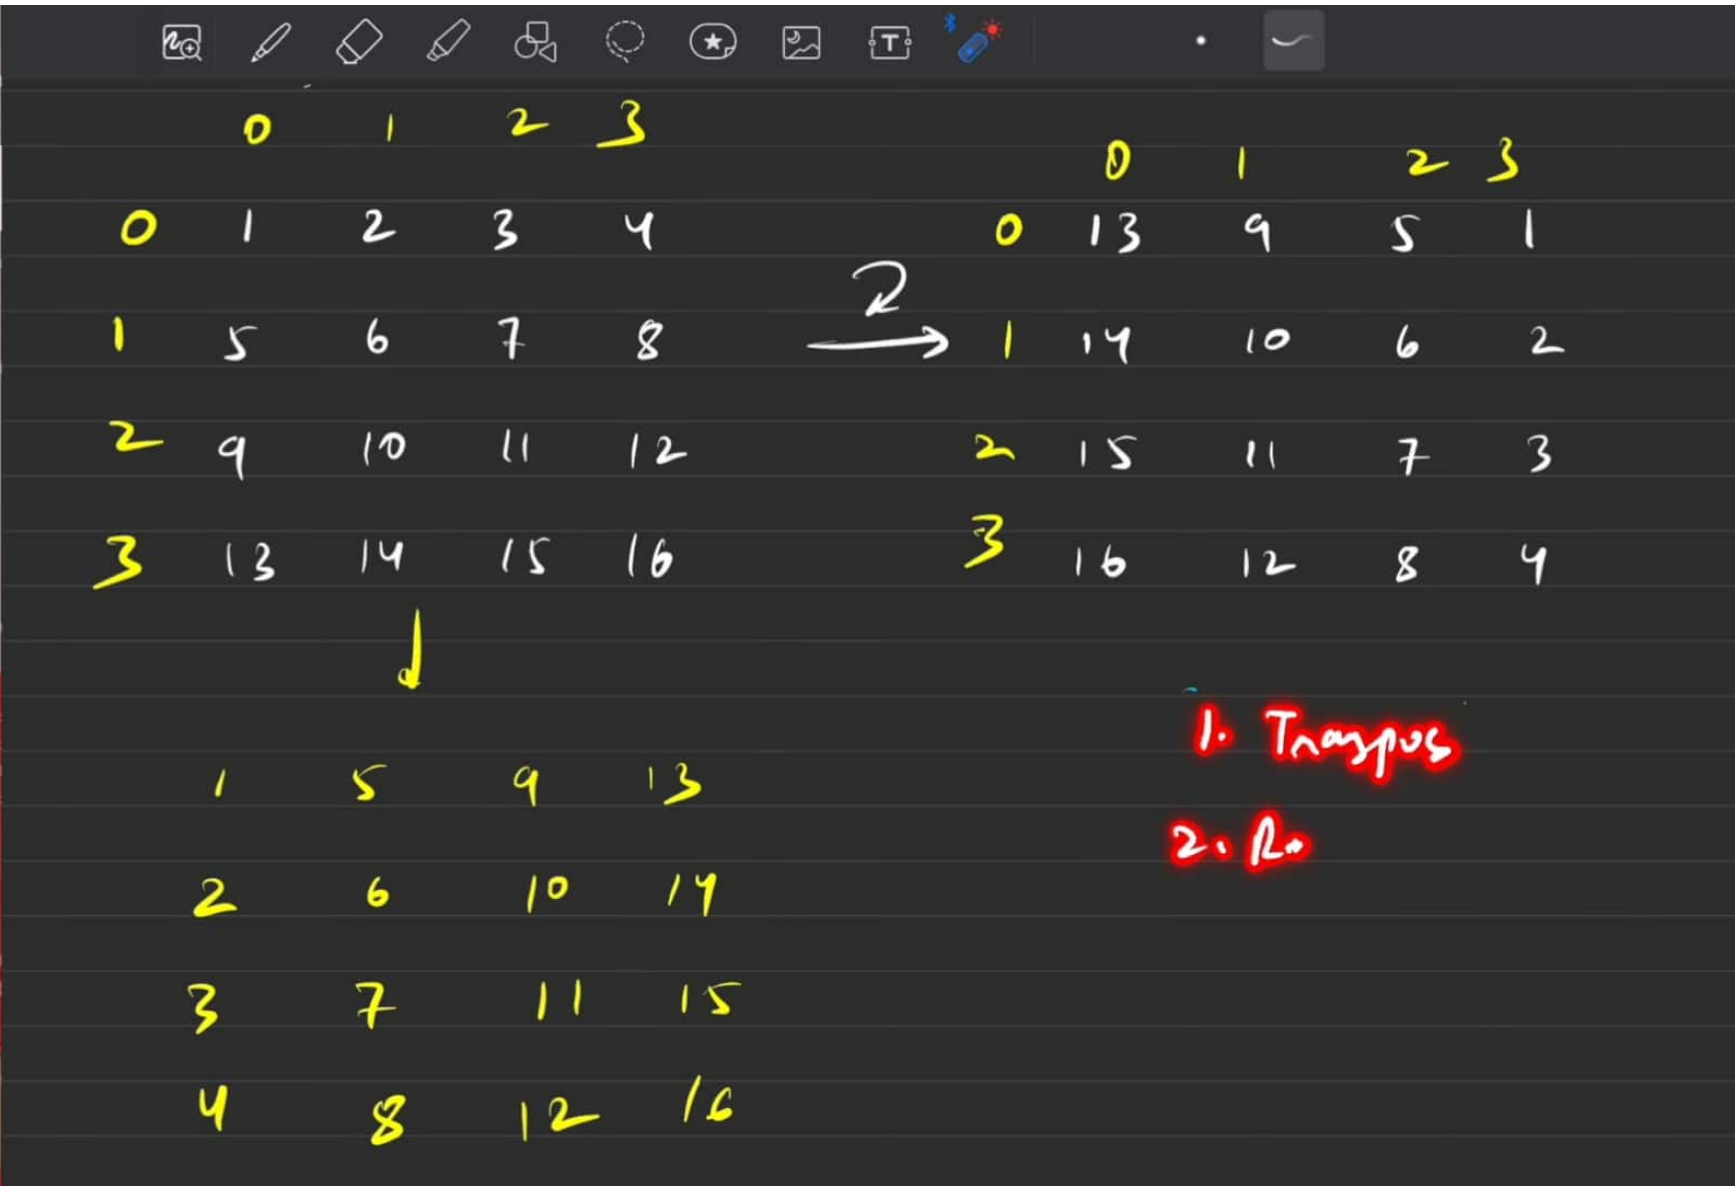 T
0 1 2 3
0 1 2 3 4
1 5 6 7 8
2 9 10 11 12
3 13 14 15 16
0 1 2 3
0 13 9 5 1
1 14 10 6 2
2 15 11 7 3
3 16 12 8 4
1 5 9 13
2 6 10 14
3 7 11 15
4 8 12 16
1. Traspos
2. Re